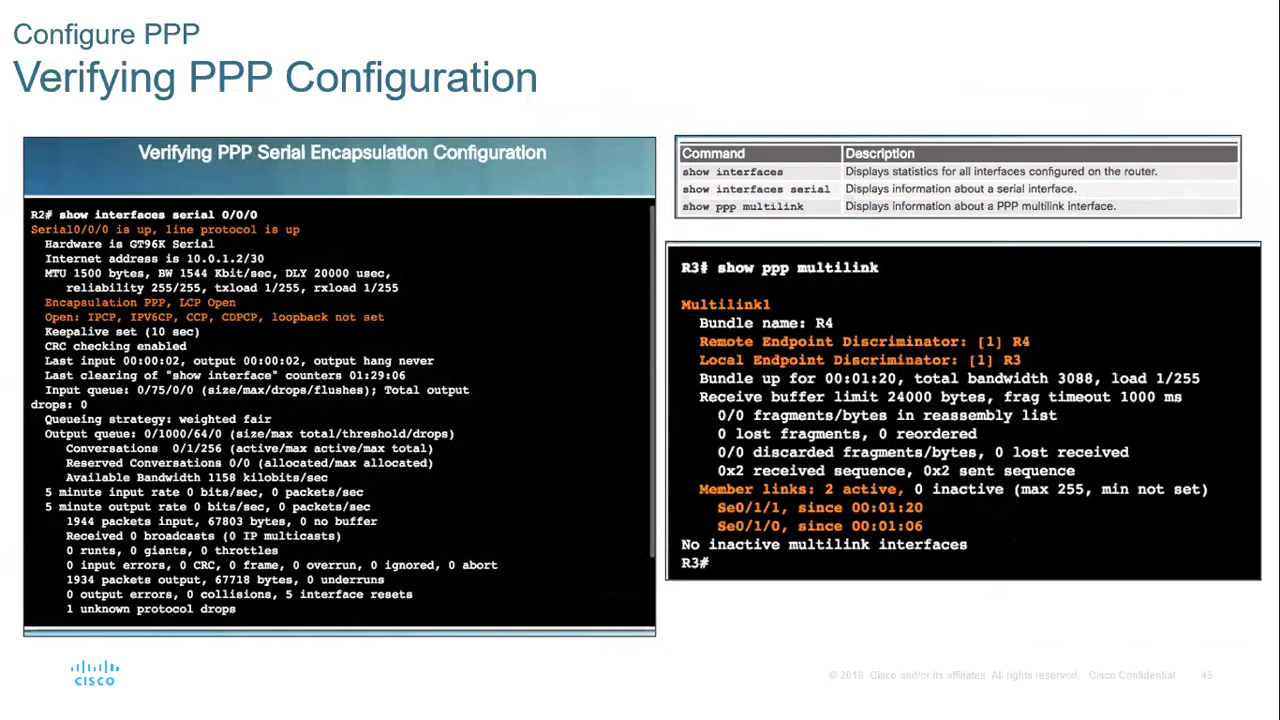 Configure PPP
Verifying PPP Configuration
Verifying PPP Serial Encapsulation Configuration
R2# show interfaces serial 0/0/0
Serial0/0/0 is up, line protocol is up
Hardware is GT96K Serial
Internet address is 10.0.1.2/30
MTU 1500 bytes, BW 1544 Kbit/sec, DLY 20000 usec,
reliability 255/255, txload 1/255, rxload 1/255
Encapsulation PPP, LCP Open
Open: IPCP, IPV6CP, CCP, CDPCP, loopback not set
Keepalive set (10 sec)
CRC checking enabled
Last input 00:00:02, output 00:00:02, output hang never
Last clearing of "show interface" counters 01:29:06
Input queue: 0/75/0/0 (size/max/drops/flushes); Total output
drops: 0
Queueing strategy: weighted fair
Output queue: 0/1000/64/0 (size/max total/threshold/drops)
Conversations 0/1/256 (active/max active/max total)
Reserved Conversations 0/0 (allocated/max allocated)
Available Bandwidth 1158 kilobits/sec
5 minute input rate 0 bits/sec, 0 packets/sec
5 minute output rate 0 bits/sec, 0 packets/sec
1944 packets input, 67803 bytes, 0 no buffer
Received 0 broadcasts (0 IP multicasts)
0 runts, 0 giants, 0 throttles
0 input errors, 0 CRC, 0 frame, 0 overrun, 0 ignored, 0 abort
1934 packets output, 67718 bytes, 0 underruns
0 output errors, 0 collisions, 5 interface resets
1 unknown protocol drops
Command Description
show interfaces Displays statistics for all interfaces configured on the router.
show interfaces serial Displays information about a serial interface.
show ppp multilink Displays information about a PPP multilink interface.
R3# show ppp multilink
Multilink1
Bundle name: R4
Remote Endpoint Discriminator: [1] R4
Local Endpoint Discriminator: [1] R3
Bundle up for 00:01:20, total bandwidth 3088, load 1/255
Receive buffer limit 24000 bytes, frag timeout 1000 ms
0/0 fragments/bytes in reassembly list
0 lost fragments, 0 reordered
0/0 discarded fragments/bytes, 0 lost received
0x2 received sequence, 0x2 sent sequence
Member links: 2 active, 0 inactive (max 255, min not set)
Se0/1/1, since 00:01:20
Se0/1/0, since 00:01:06
No inactive multilink interfaces
R3#
CISCO
© 2016 Cisco and/or its affiliates. All rights reserved. Cisco Confidential 45